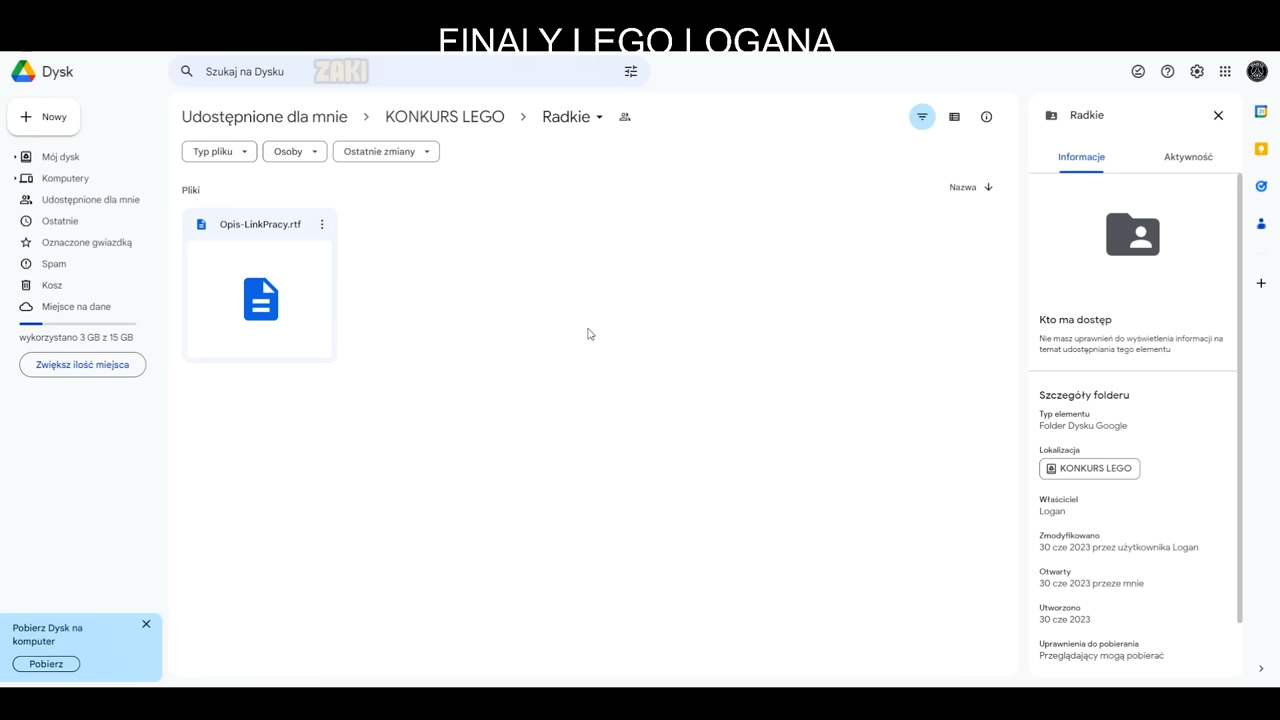 FINAŁY LEGO LOGANA
Dysk
Szukaj na Dysku
ZAKI
Nowy
Udostępnione dla mnie > KONKURS LEGO > Radkie
Typ pliku
Osoby
Ostatnie zmiany
Pliki
Nazwa
Opis-LinkPracy.rtf
Mój dysk
Komputery
Udostępnione dla mnie
Ostatnie
Oznaczone gwiazdką
Spam
Kosz
Miejsce na dane
wykorzystano 3 GB z 15 GB
Zwiększ ilość miejsca
Pobierz Dysk na
komputer
Pobierz
Radkie
Informacje
Aktywność
Kto ma dostęp
Nie masz uprawnień do wyświetlenia informacji na
temat udostępniania tego elementu
Szczegóły folderu
Typ elementu
Folder Dysku Google
Lokalizacja
KONKURS LEGO
Właściciel
Logan
Zmodyfikowano
30 cze 2023 przez użytkownika Logan
Otwarty
30 cze 2023 przeze mnie
Utworzono
30 cze 2023
Uprawnienia do pobierania
Przeglądający mogą pobierać